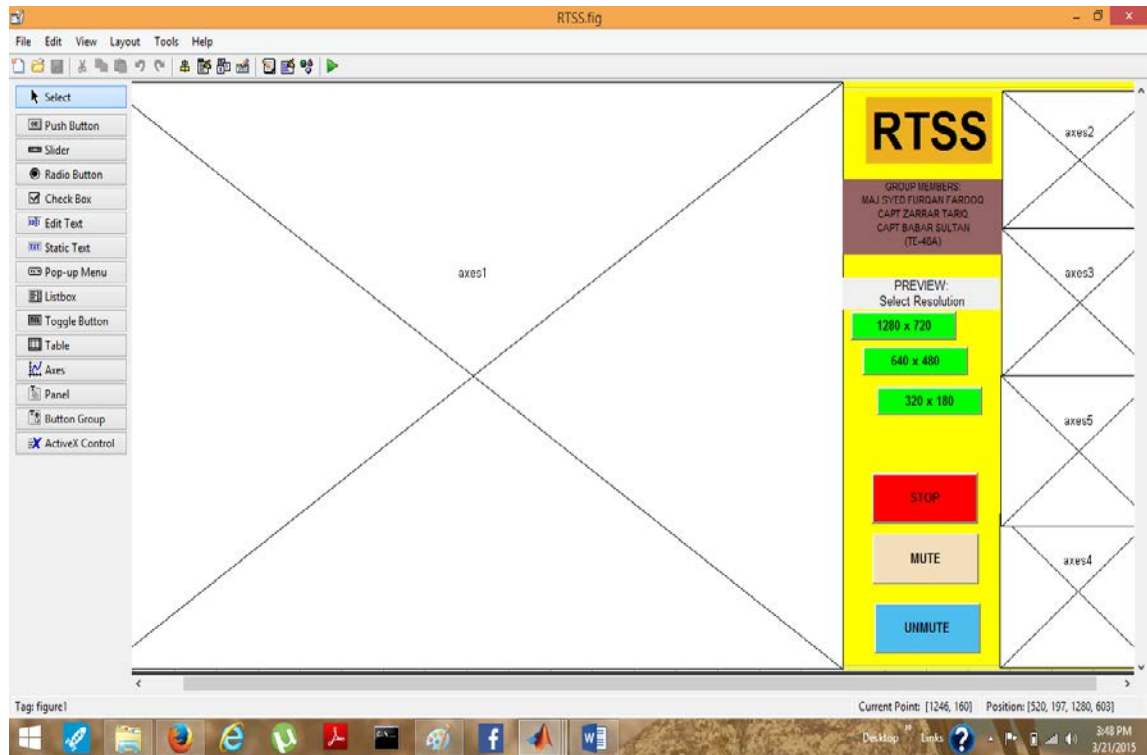 RTSS.fig
File Edit View Layout Tools Help
Select
Push Button
Slider
Radio Button
Check Box
Edit Text
Static Text
Pop-up Menu
Listbox
Toggle Button
Table
Axes
Panel
Button Group
ActiveX Control
axes1
RTSS
GROUP MEMBERS:
MAJ SYED FURQAN FAROOQ
CAPT ZARRAR TARIQ
CAPT BABAR SULTAN
(TE-48A)
PREVIEW:
Select Resolution
1280 x 720
640 x 480
320 x 180
STOP
MUTE
UNMUTE
axes2
axes3
axes5
axes4
Tag: figure1
Current Point: [1246, 160] Position: [520, 197, 1280, 603]
Desktop Links
3:48 PM
3/21/2015